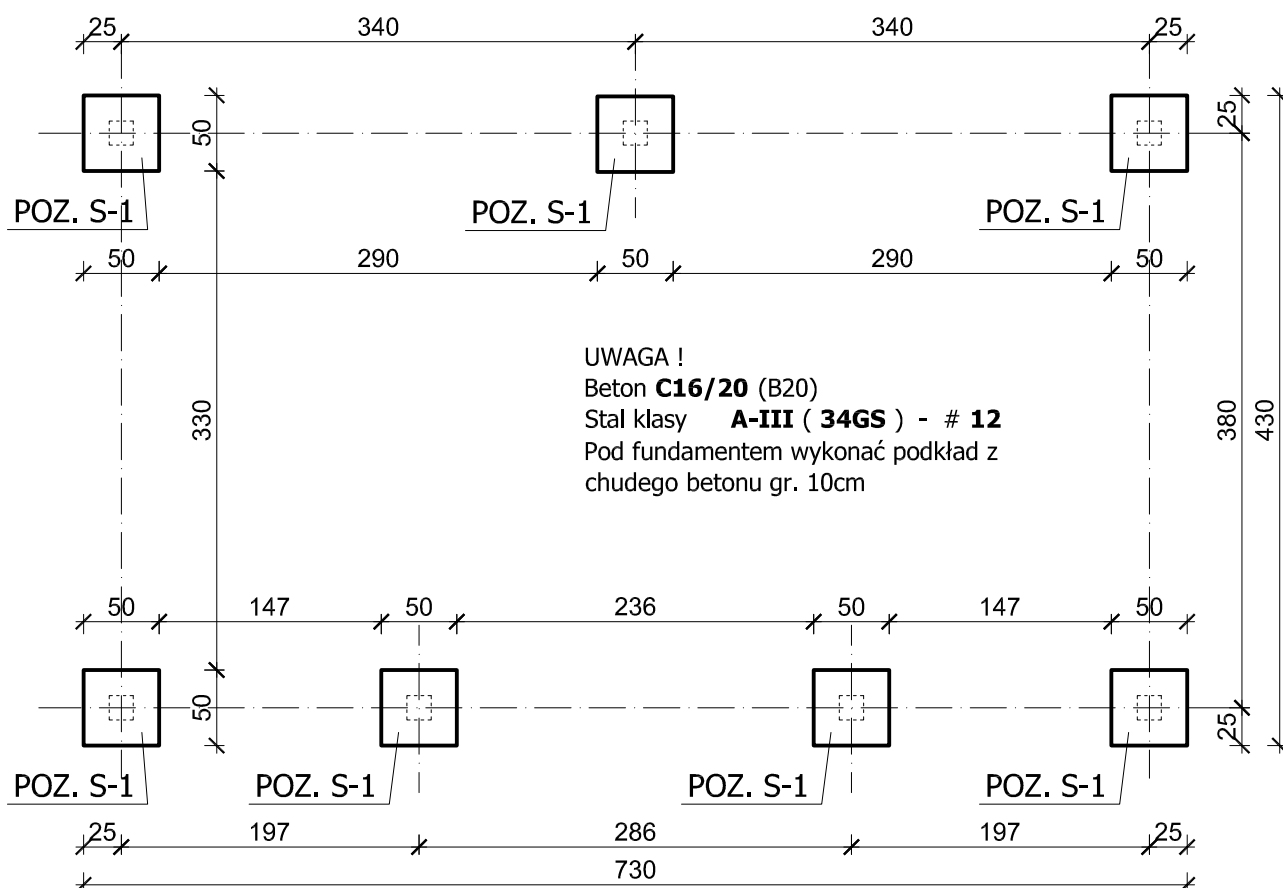 25 340 340 25
50 25
POZ. S-1 POZ. S-1 POZ. S-1
50 290 50 290 50
UWAGA !
Beton C16/20 (B20)
Stal klasy A-III ( 34GS ) - # 12
Pod fundamentem wykonać podkład z
chudego betonu gr. 10cm
330 380 430
50 147 50 236 50 147 50
50 25
POZ. S-1 POZ. S-1 POZ. S-1 POZ. S-1
25 197 286 197 25
730